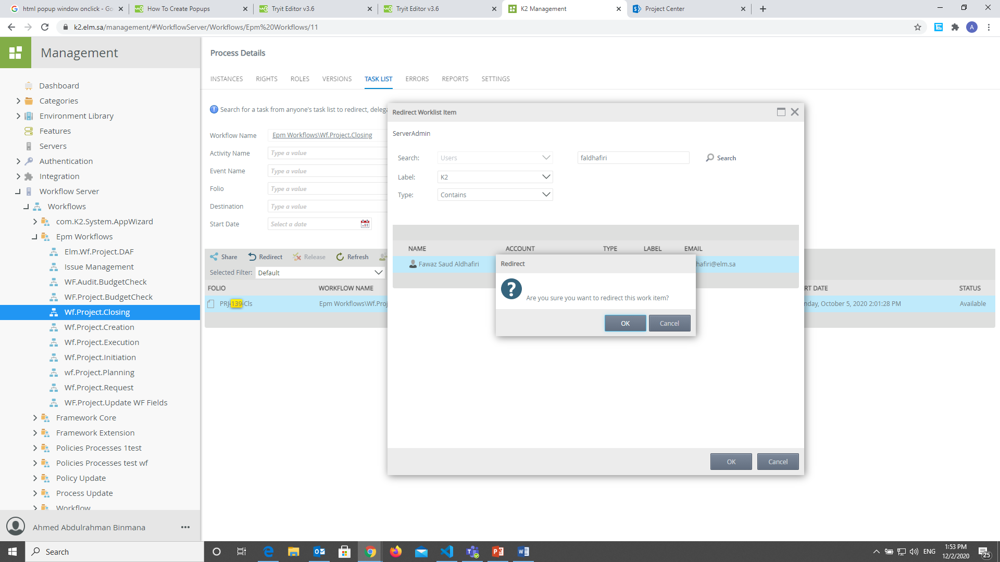 html popup window onclick - Go
How To Create Popups
Tryit Editor v3.6
Tryit Editor v3.6
K2 Management
Project Center
k2.elm.sa/management/#WorkflowServer/Workflows/Epm%20Workflows/11
A
Management
Dashboard
Categories
Environment Library
Features
Servers
Authentication
Integration
Workflow Server
Workflows
com.K2.System.AppWizard
Epm Workflows
Elm.Wf.Project.DAF
Issue Management
WF.Audit.BudgetCheck
WF.Project.BudgetCheck
Wf.Project.Closing
Wf.Project.Creation
Wf.Project.Execution
Wf.Project.Initiation
wf.Project.Planning
Wf.Project.Request
WF.Project.Update WF Fields
Framework Core
Framework Extension
Policies Processes 1test
Policies Processes test wf
Policy Update
Process Update
Workflow
Ahmed Abdulrahman Binmana
Process Details
INSTANCES RIGHTS ROLES VERSIONS TASK LIST ERRORS REPORTS SETTINGS
Search for a task from anyone's task list to redirect, delega
Workflow Name Epm Workflows\Wf.Project.Closing
Activity Name Type a value
Event Name Type a value
Folio Type a value
Destination Type a value
Start Date Select a date
Share Redirect Release Refresh
Selected Filter: Default
FOLIO WORKFLOW NAME
PRJ-139-Cls Epm Workflows\Wf.Proj
RT DATE STATUS
nday, October 5, 2020 2:01:28 PM Available
Redirect Worklist Item
ServerAdmin
Search: Users faldhafiri Search
Label: K2
Type: Contains
NAME ACCOUNT TYPE LABEL EMAIL
Fawaz Saud Aldhafiri hafiri@elm.sa
Redirect
Are you sure you want to redirect this work item?
OK Cancel
OK Cancel
Search
ENG
1:53 PM
12/2/2020
25